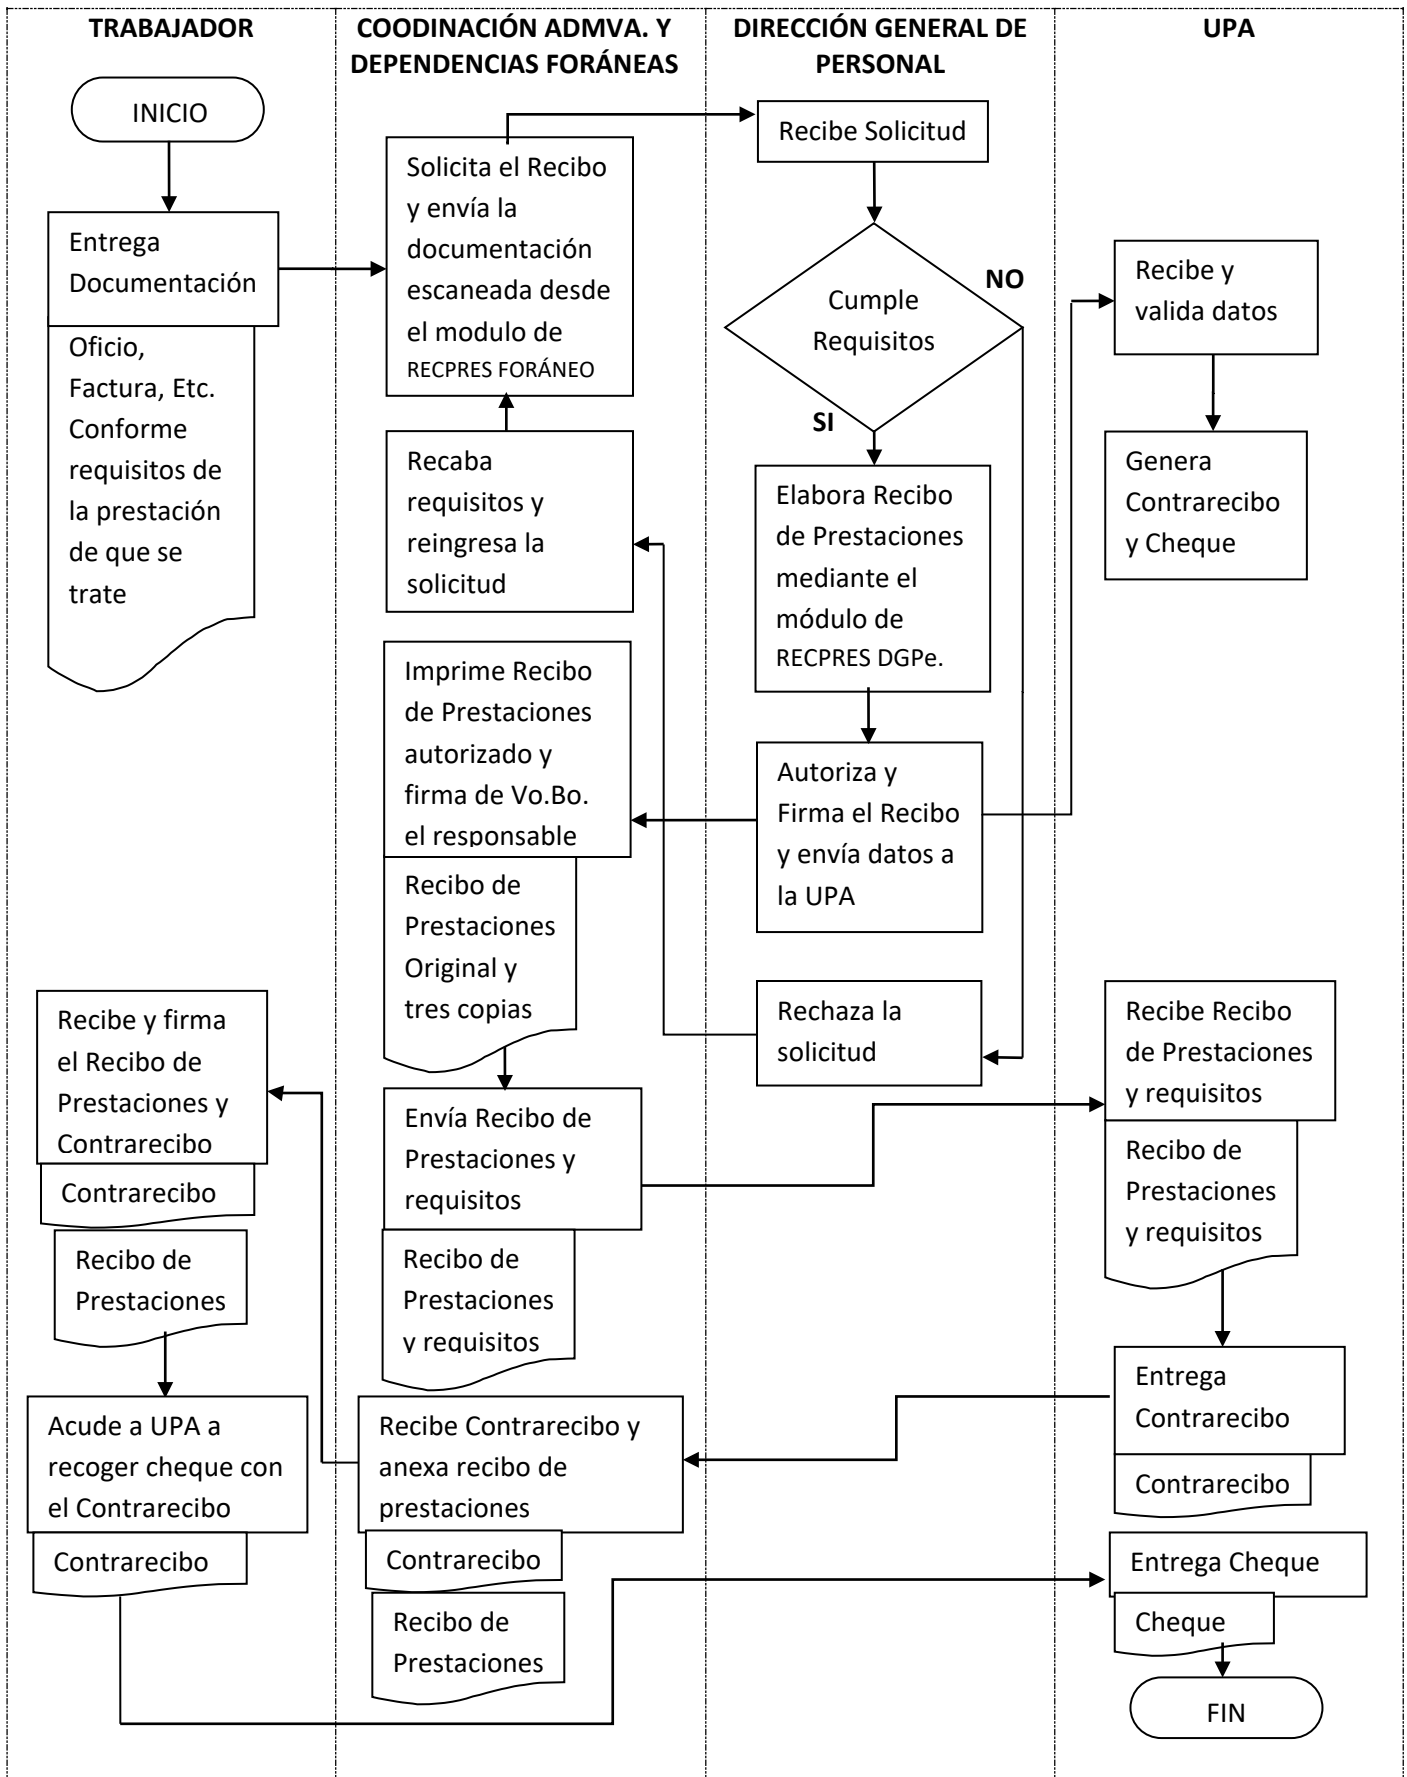 TRABAJADOR
COODINACIÓN ADMVA. Y
DEPENDENCIAS FORÁNEAS
DIRECCIÓN GENERAL DE
PERSONAL
UPA
INICIO
Entrega
Documentación
Oficio,
Factura, Etc.
Conforme
requisitos de
la prestación
de que se
trate
Solicita el Recibo
y envía la
documentación
escaneada desde
el modulo de
RECPRES FORÁNEO
Recibe Solicitud
Cumple
Requisitos
NO
SI
Recaba
requisitos y
reingresa la
solicitud
Elabora Recibo
de Prestaciones
mediante el
módulo de
RECPRES DGPe.
Recibe y
valida datos
Genera
Contrarecibo
y Cheque
Imprime Recibo
de Prestaciones
autorizado y
firma de Vo.Bo.
el responsable
Recibo de
Prestaciones
Original y
tres copias
Autoriza y
Firma el Recibo
y envía datos a
la UPA
Rechaza la
solicitud
Recibe y firma
el Recibo de
Prestaciones y
Contrarecibo
Contrarecibo
Recibo de
Prestaciones
Envía Recibo de
Prestaciones y
requisitos
Recibo de
Prestaciones
y requisitos
Recibe Recibo
de Prestaciones
y requisitos
Recibo de
Prestaciones
y requisitos
Entrega
Contrarecibo
Contrarecibo
Acude a UPA a
recoger cheque con
el Contrarecibo
Contrarecibo
Recibe Contrarecibo y
anexa recibo de
prestaciones
Contrarecibo
Recibo de
Prestaciones
Entrega Cheque
Cheque
FIN